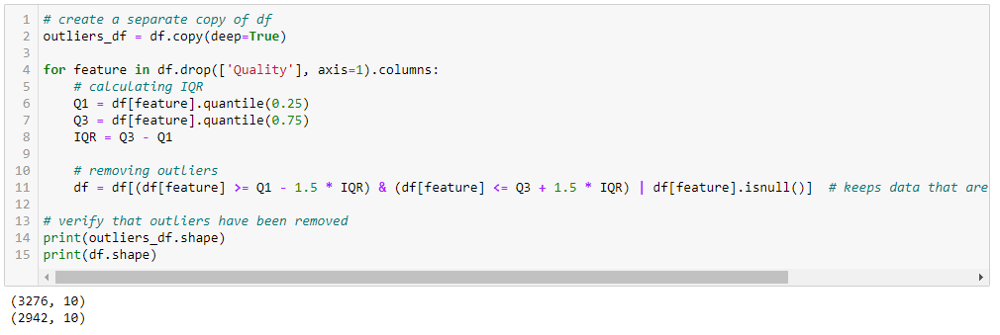 1 # create a separate copy of df
2 outliers_df = df.copy(deep=True)
3
4 for feature in df.drop(['Quality'], axis=1).columns:
5     # calculating IQR
6     Q1 = df[feature].quantile(0.25)
7     Q3 = df[feature].quantile(0.75)
8     IQR = Q3 - Q1
9
10     # removing outliers
11     df = df[(df[feature] >= Q1 - 1.5 * IQR) & (df[feature] <= Q3 + 1.5 * IQR) | df[feature].isnull()]  # keeps data that are
12
13 # verify that outliers have been removed
14 print(outliers_df.shape)
15 print(df.shape)
(3276, 10)
(2942, 10)